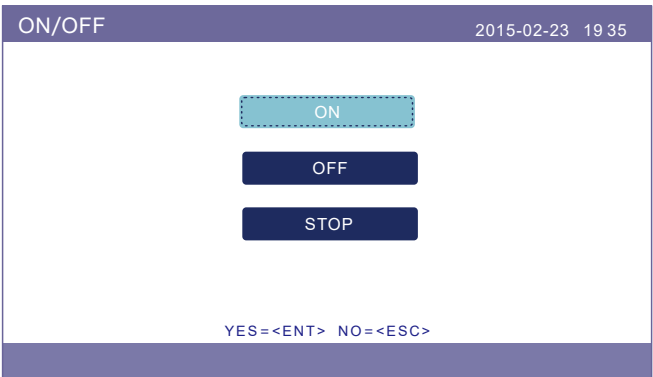 ON/OFF 2015-02-23 19 35
ON
OFF
STOP
YES=<ENT> NO=<ESC>